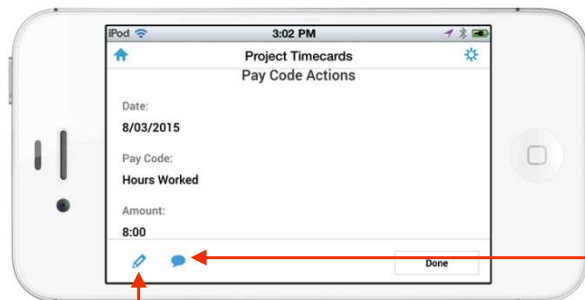 iPod 3:02 PM
Project Timecards
Pay Code Actions
Date:
8/03/2015
Pay Code:
Hours Worked
Amount:
8:00
Done